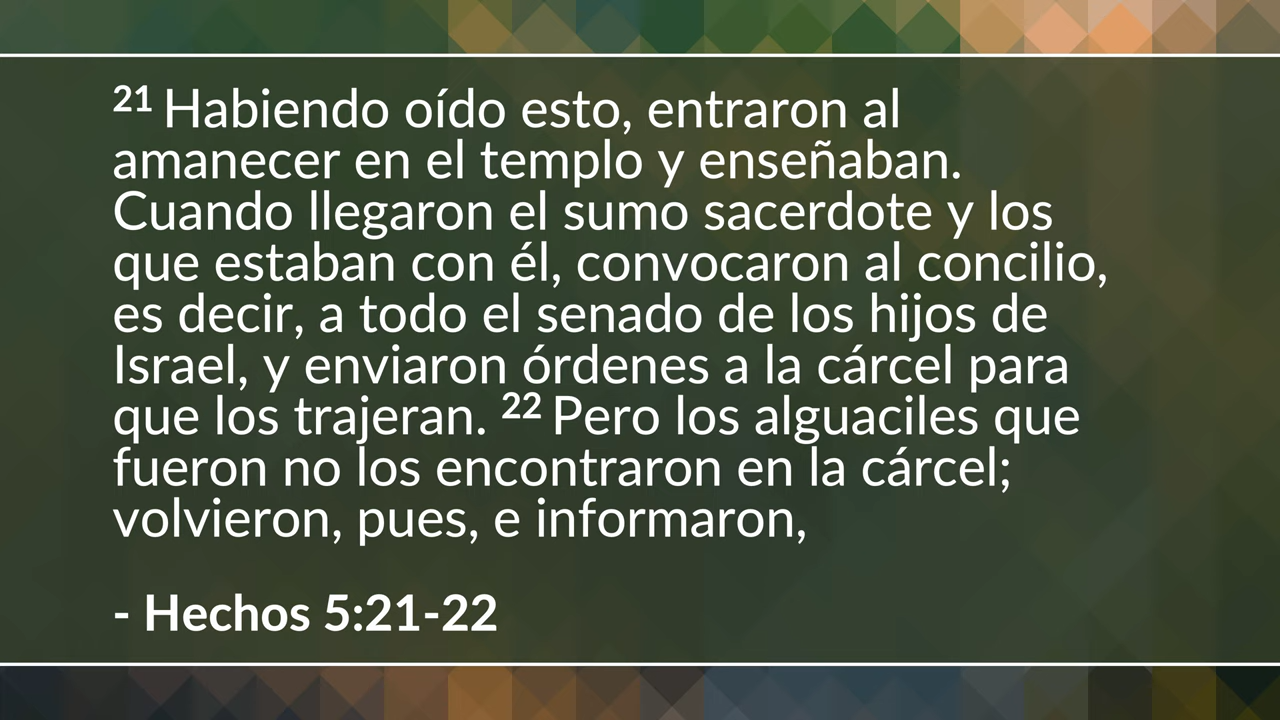 21 Habiendo oído esto, entraron al
amanecer en el templo y enseñaban.
Cuando llegaron el sumo sacerdote y los
que estaban con él, convocaron al concilio,
es decir, a todo el senado de los hijos de
Israel, y enviaron órdenes a la cárcel para
que los trajeran. 22 Pero los alguaciles que
fueron no los encontraron en la cárcel;
volvieron, pues, e informaron,
- Hechos 5:21-22